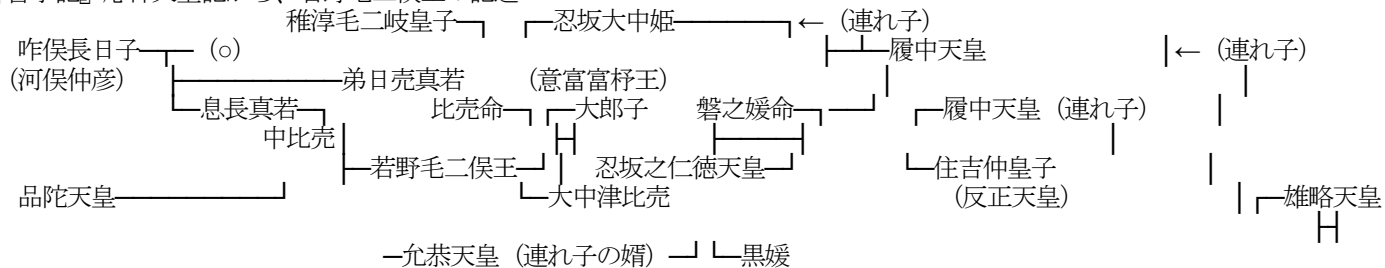 稚渟毛二岐皇子 忍坂大中姫 ←（連れ子）
咋俣長日子 （○） 履中天皇 ←（連れ子）
（河俣仲彦） 弟日売真若 （意富富杼王）
息長真若 比売命 大郎子 磐之媛命 履中天皇（連れ子）
中比売
若野毛二俣王 忍坂之仁徳天皇 住吉仲皇子
品陀天皇 大中津比売 （反正天皇） 雄略天皇
允恭天皇（連れ子の婿） 黒媛